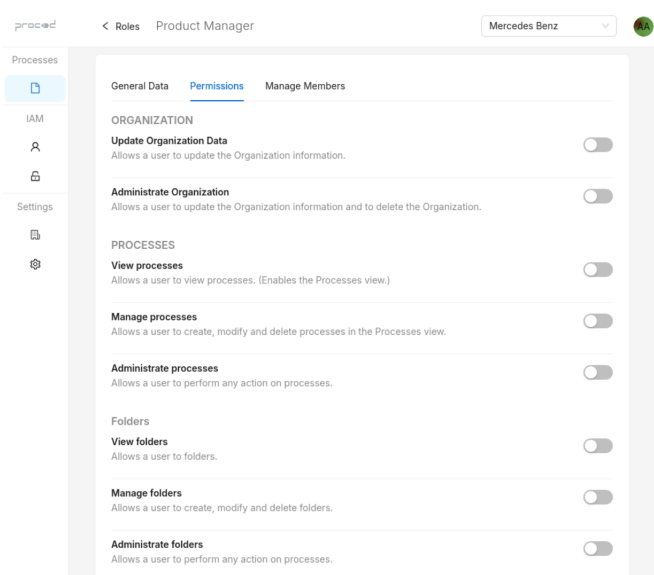 proceed
Roles
Product Manager
Mercedes Benz
AA
Processes
IAM
Settings
General Data
Permissions
Manage Members
ORGANIZATION
Update Organization Data
Allows a user to update the Organization information.
Administrate Organization
Allows a user to update the Organization information and to delete the Organization.
PROCESSES
View processes
Allows a user to view processes. (Enables the Processes view.)
Manage processes
Allows a user to create, modify and delete processes in the Processes view.
Administrate processes
Allows a user to perform any action on processes.
Folders
View folders
Allows a user to folders.
Manage folders
Allows a user to create, modify and delete folders.
Administrate folders
Allows a user to perform any action on processes.